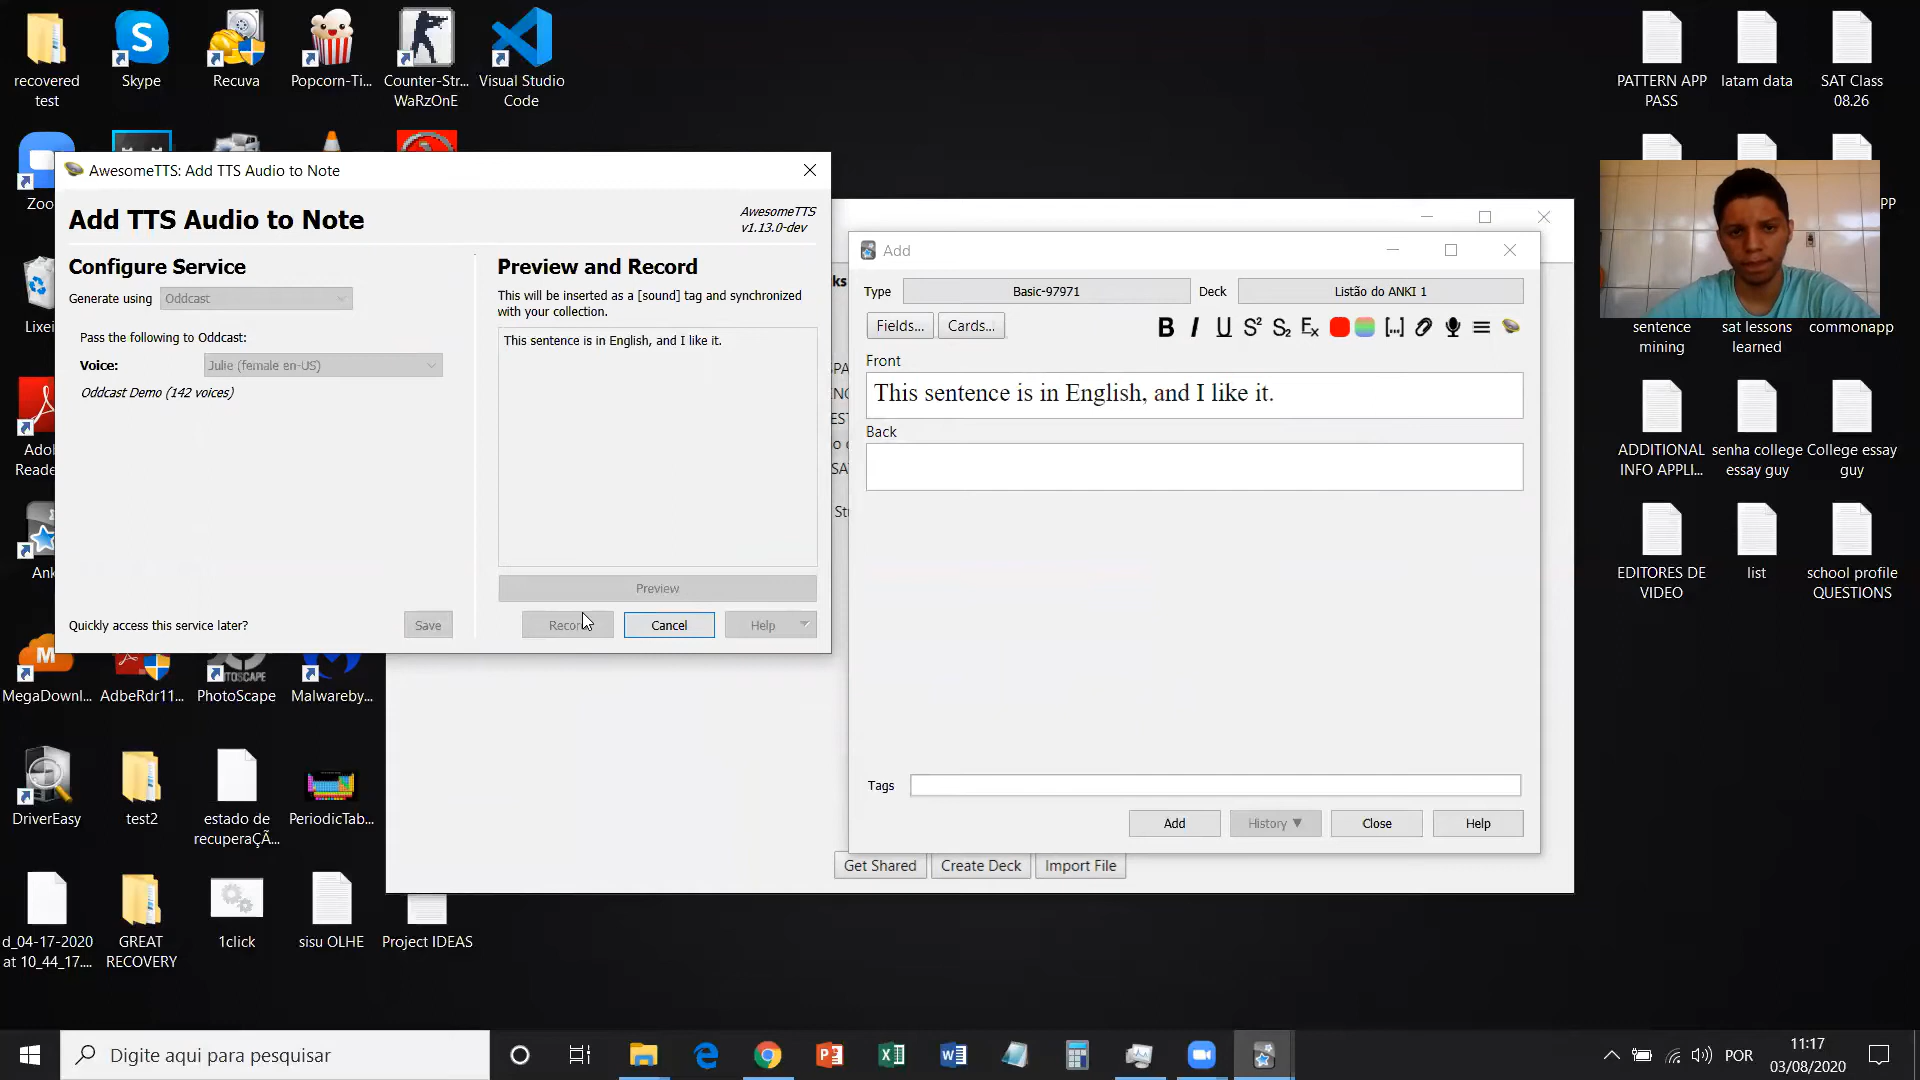 recovered
test
Skype
Recuva
Popcorn-Ti...
Counter-Str...
WaRzOnE
Visual Studio
Code
PATTERN APP
PASS
latam data
SAT Class
08.26
AwesomeTTS: Add TTS Audio to Note
Add TTS Audio to Note
AwesomeTTS
v1.13.0-dev
Configure Service
Generate using
Oddcast
Pass the following to Oddcast:
Voice:
Julie (female en-US)
Oddcast Demo (142 voices)
Quickly access this service later?
Save
Preview and Record
This will be inserted as a [sound] tag and synchronized
with your collection.
This sentence is in English, and I like it.
Preview
Cancel
Help
Add
Type
Basic-97971
Deck
Listão do ANKI 1
Fields...
Cards...
Front
This sentence is in English, and I like it.
Back
Tags
Add
History ▼
Close
Help
Get Shared
Create Deck
Import File
Zoo
Lixei
Ado
Reade
Ank
sentence
mining
sat lessons
learned
commonapp
ADDITIONAL
INFO APPLI...
senha college
essay guy
College essay
guy
EDITORES DE
VIDEO
list
school profile
QUESTIONS
MegaDownl...
AdbeRdr11...
PhotoScape
Malwareby...
DriverEasy
test2
estado de
recuperaÇÃ...
PeriodicTab...
d_04-17-2020
at 10_44_17....
GREAT
RECOVERY
1click
sisu OLHE
Project IDEAS
Digite aqui para pesquisar
POR
11:17
03/08/2020